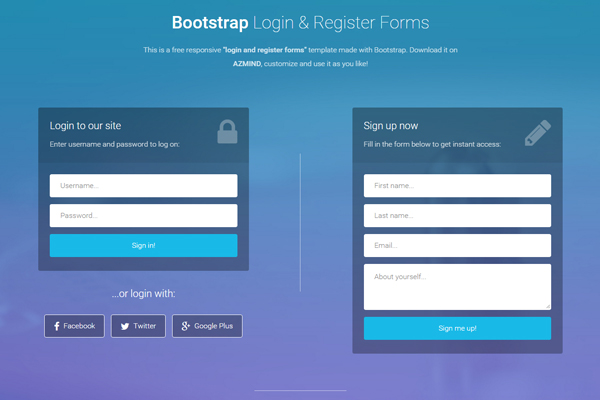 Bootstrap Login & Register Forms
This is a free responsive "login and register forms" template made with Bootstrap. Download it on
AZMIND, customize and use it as you like!
Login to our site
Enter username and password to log on:
Username...
Password...
Sign in!
...or login with:
Facebook
Twitter
Google Plus
Sign up now
Fill in the form below to get instant access:
First name...
Last name...
Email...
About yourself...
Sign me up!